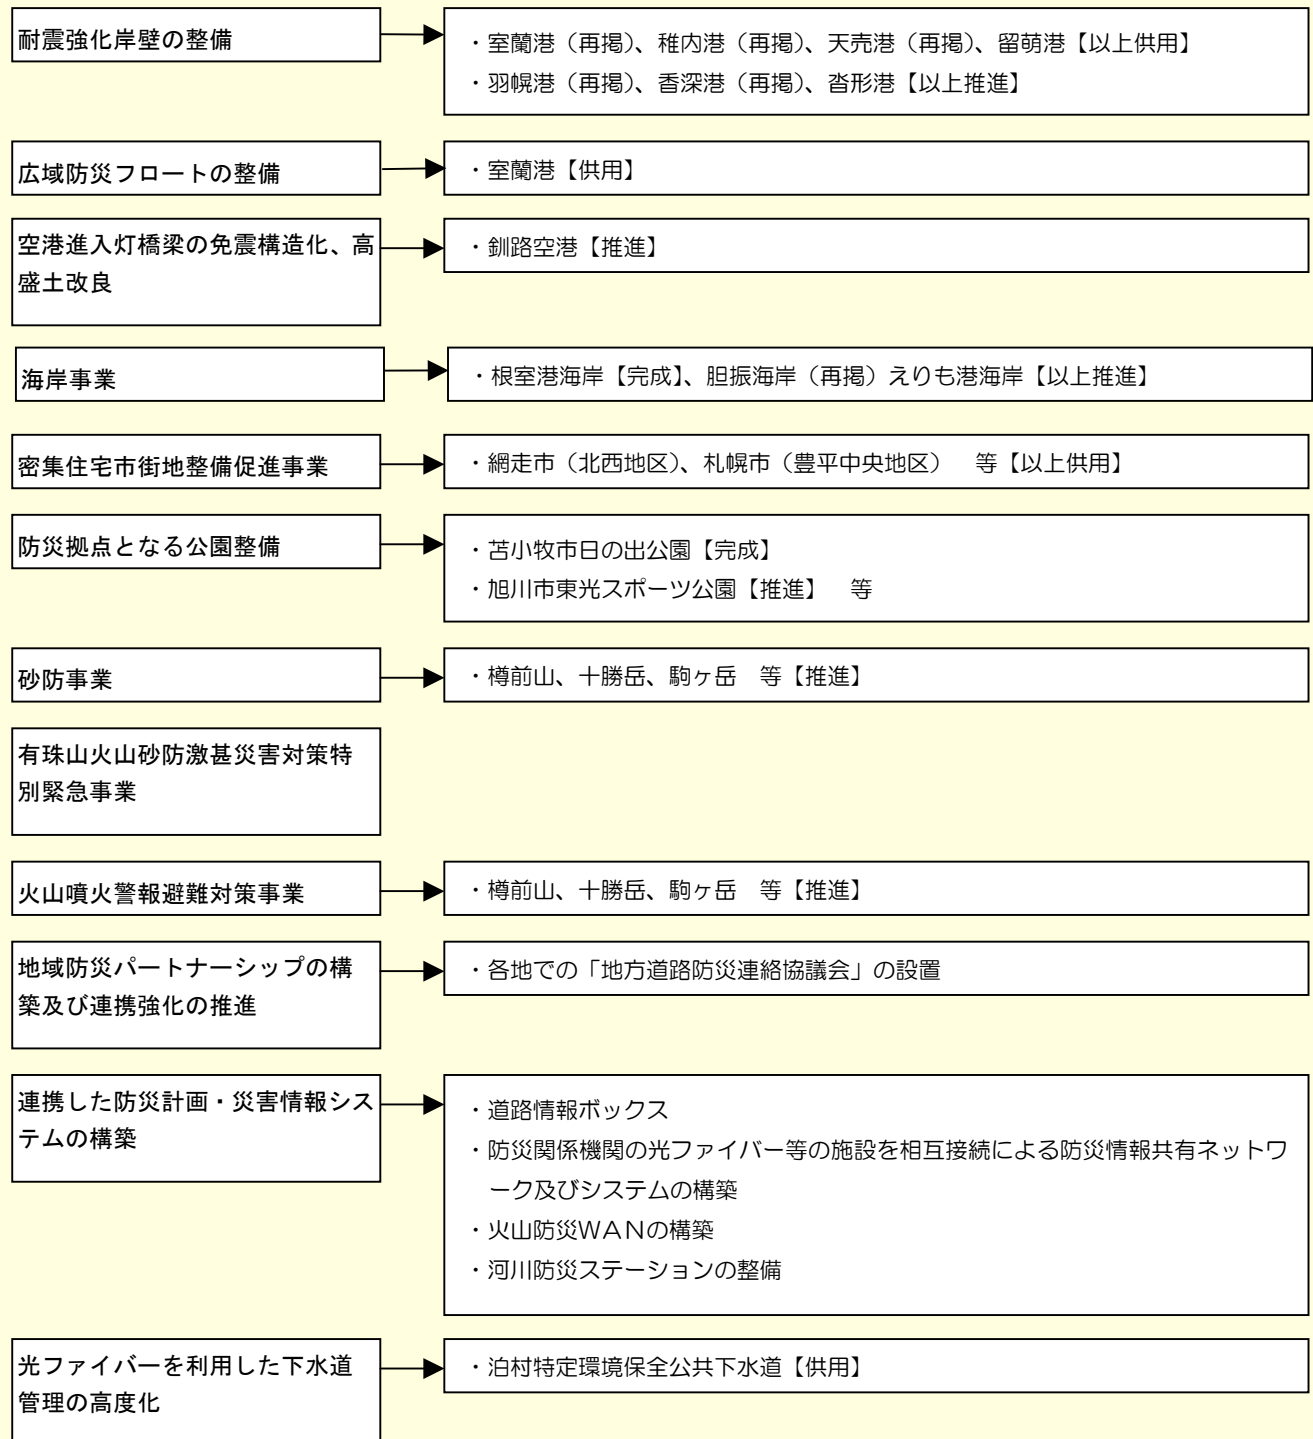 耐震強化岸壁の整備
・室蘭港（再掲）、稚内港（再掲）、天売港（再掲）、留萌港【以上供用】
・羽幌港（再掲）、香深港（再掲）、沓形港【以上推進】
広域防災フロートの整備
・室蘭港【供用】
空港進入灯橋梁の免震構造化、高
盛土改良
・釧路空港【推進】
海岸事業
・根室港海岸【完成】、胆振海岸（再掲）えりも港海岸【以上推進】
密集住宅市街地整備促進事業
・網走市（北西地区）、札幌市（豊平中央地区）　等【以上供用】
防災拠点となる公園整備
・苫小牧市日の出公園【完成】
・旭川市東光スポーツ公園【推進】　等
砂防事業
・樽前山、十勝岳、駒ヶ岳　等【推進】
有珠山火山砂防激甚災害対策特
別緊急事業
火山噴火警報避難対策事業
・樽前山、十勝岳、駒ヶ岳　等【推進】
地域防災パートナーシップの構
築及び連携強化の推進
・各地での「地方道路防災連絡協議会」の設置
連携した防災計画・災害情報シス
テムの構築
・道路情報ボックス
・防災関係機関の光ファイバー等の施設を相互接続による防災情報共有ネットワ
ーク及びシステムの構築
・火山防災ＷＡＮの構築
・河川防災ステーションの整備
光ファイバーを利用した下水道
管理の高度化
・泊村特定環境保全公共下水道【供用】